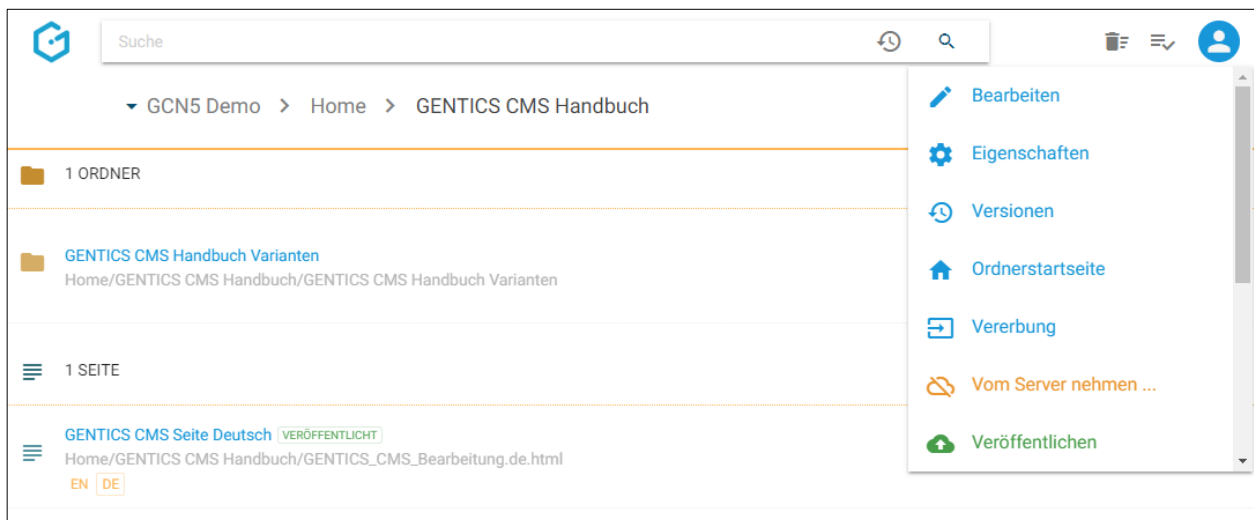 Suche
GCN5 Demo > Home > GENTICS CMS Handbuch
1 ORDNER
GENTICS CMS Handbuch Varianten
Home/GENTICS CMS Handbuch/GENTICS CMS Handbuch Varianten
1 SEITE
GENTICS CMS Seite Deutsch VERÖFFENTLICHT
Home/GENTICS CMS Handbuch/GENTICS_CMS_Bearbeitung.de.html
EN DE
Bearbeiten
Eigenschaften
Versionen
Ordnerstartseite
Vererbung
Vom Server nehmen ...
Veröffentlichen